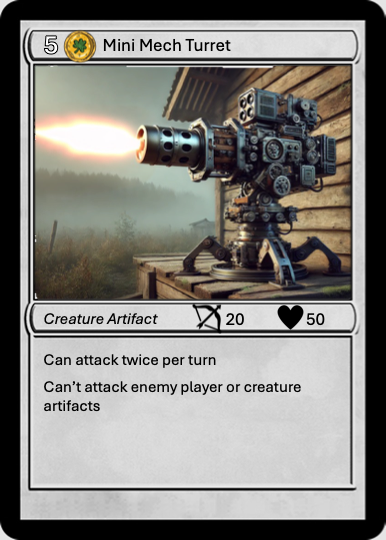 5 Mini Mech Turret
Creature Artifact 20 50
Can attack twice per turn
Can’t attack enemy player or creature
artifacts